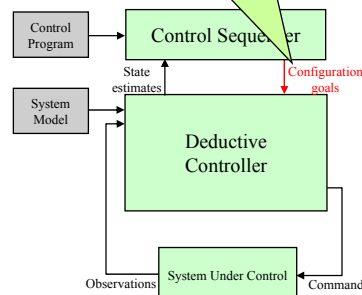 Control
Program
Control Sequencer
State
estimates
Configuration
goals
System
Model
Deductive
Controller
System Under Control
Observations
Command